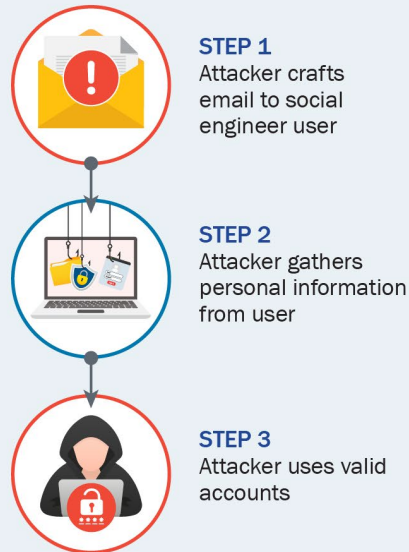 STEP 1
Attacker crafts
email to social
engineer user
STEP 2
Attacker gathers
personal information
from user
STEP 3
Attacker uses valid
accounts